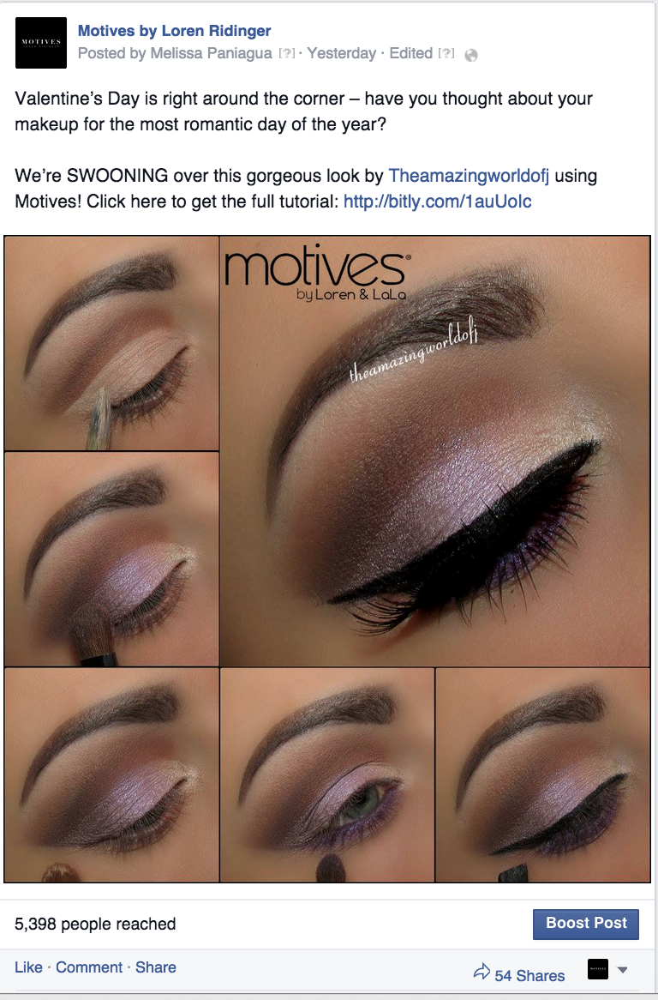 MOTIVES
Motives by Loren Ridinger
Posted by Melissa Paniagua [?] · Yesterday · Edited [?]
Valentine’s Day is right around the corner – have you thought about your
makeup for the most romantic day of the year?
We’re SWOONING over this gorgeous look by Theamazingworldofj using
Motives! Click here to get the full tutorial: http://bitly.com/1auUoIc
motives®
by Loren & LaLa
theamazingworldofj
5,398 people reached
Boost Post
Like · Comment · Share
54 Shares